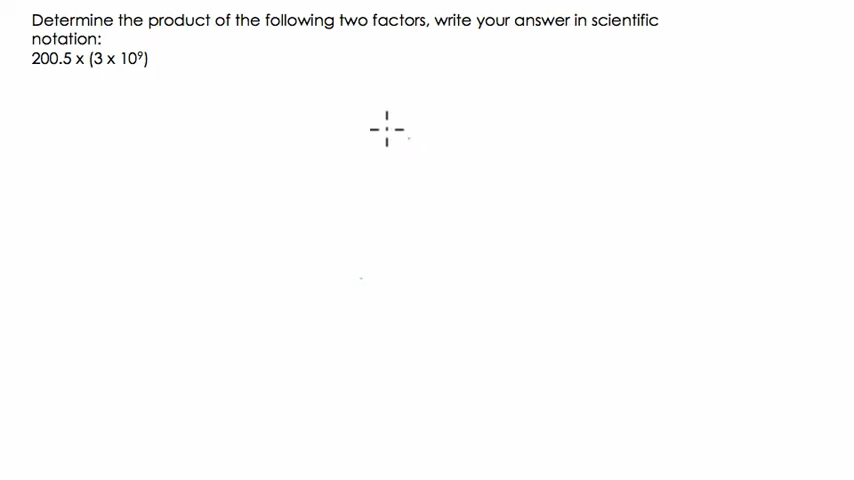 Determine the product of the following two factors, write your answer in scientific
notation:
200.5 x (3 x 10⁹)